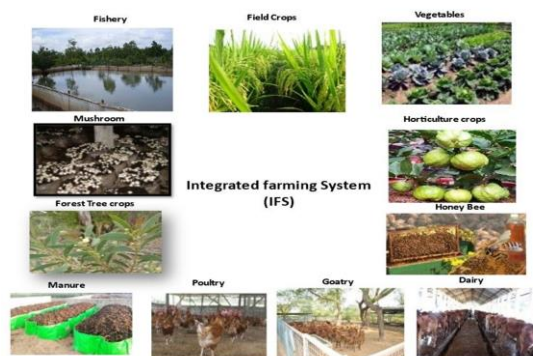 Fishery
Field Crops
Vegetables
Mushroom
Horticulture crops
Integrated farming System
(IFS)
Forest Tree crops
Honey Bee
Manure
Poultry
Goatry
Dairy